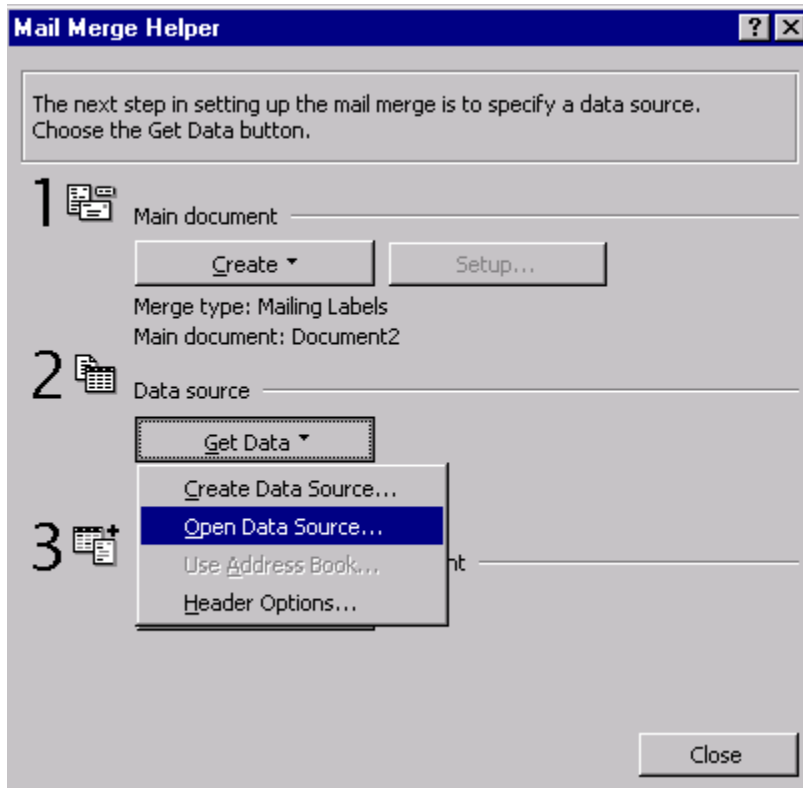 Mail Merge Helper
The next step in setting up the mail merge is to specify a data source.
Choose the Get Data button.
1
Main document
Create
Setup...
Merge type: Mailing Labels
Main document: Document2
2
Data source
Get Data
Create Data Source...
Open Data Source...
3
Use Address Book...
Header Options...
Close